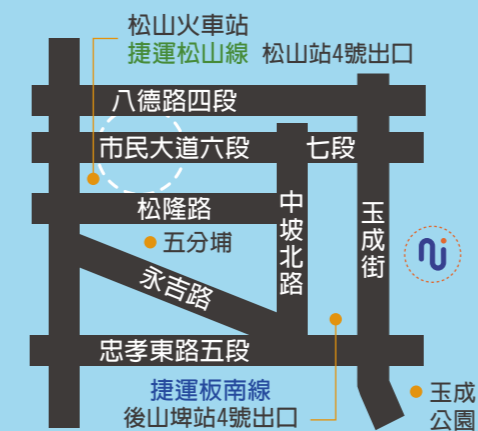 松山火車站
捷運松山線 松山站4號出口
八德路四段
市民大道六段 七段
松隆路
中坡北路
玉成街
五分埔
永吉路
忠孝東路五段
捷運板南線
後山埤站4號出口
玉成
公園